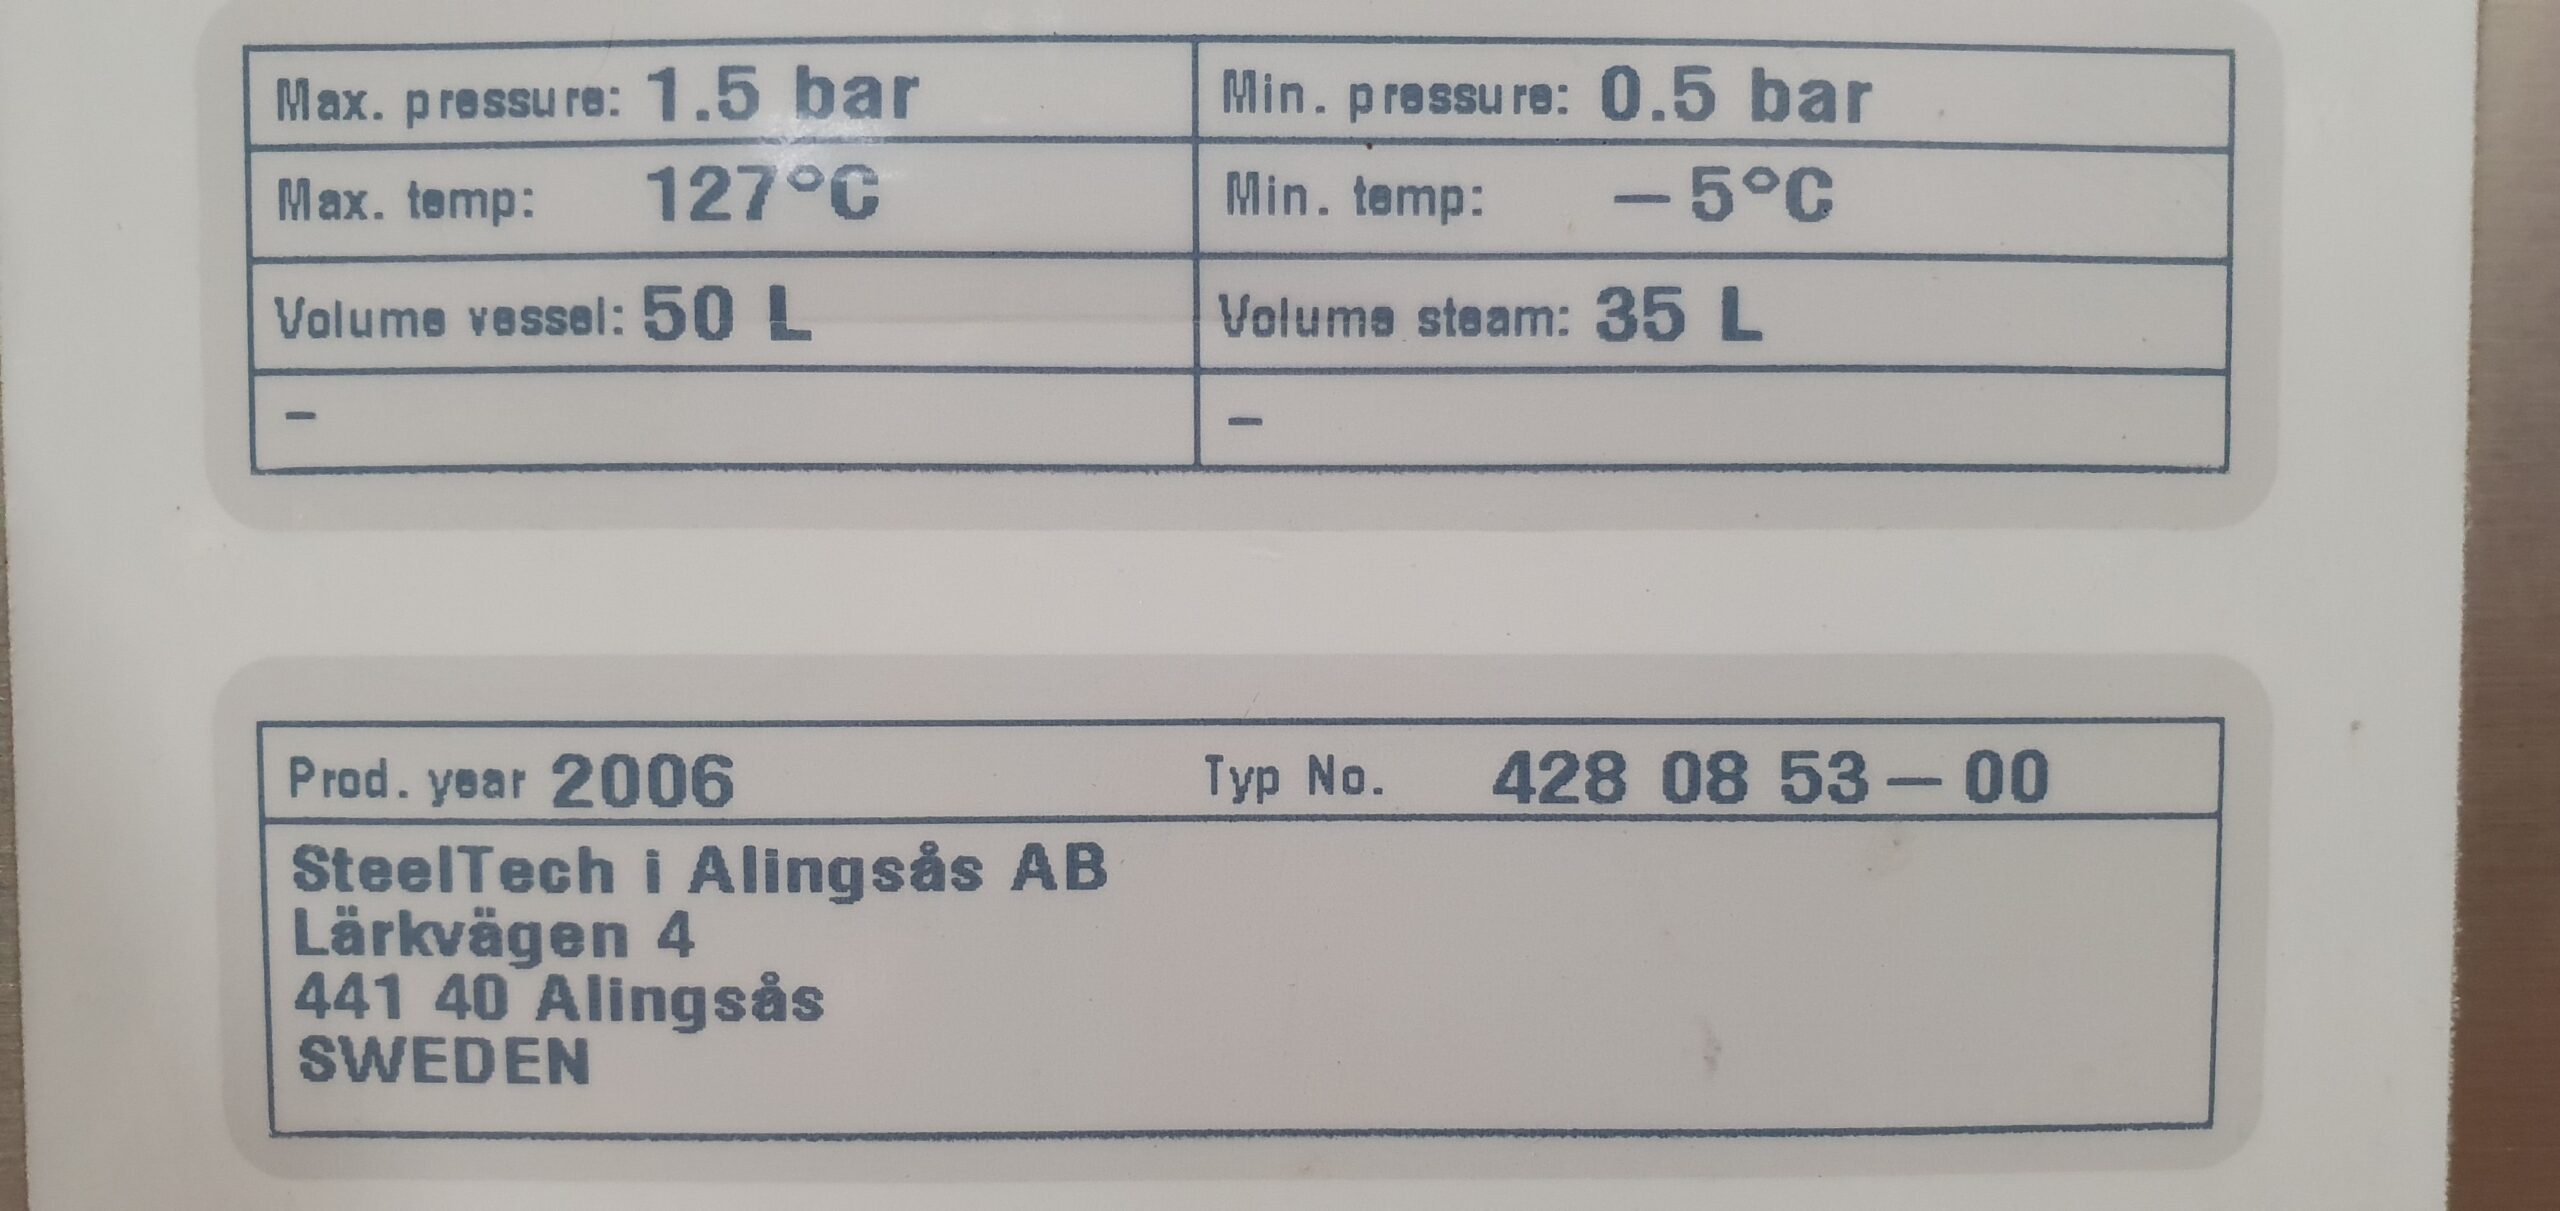 Max. pressure: 1.5 bar Min. pressure: 0.5 bar
Max. temp: 127°C Min. temp: – 5°C
Volume vessel: 50 L Volume steam: 35 L
– –
Prod. year 2006 Typ No. 428 08 53 – 00
SteelTech i Alingsås AB
Lärkvägen 4
441 40 Alingsås
SWEDEN